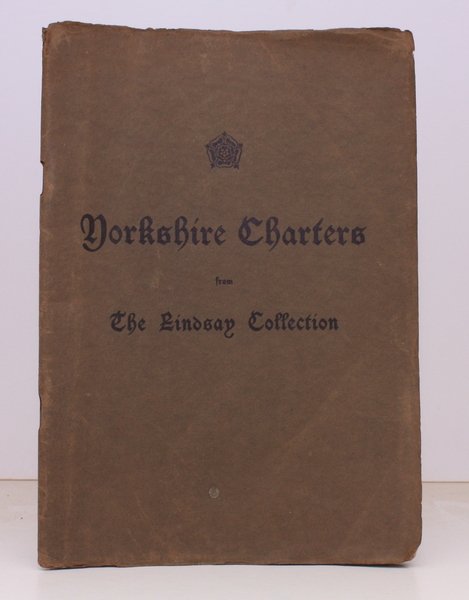 Yorkshire Charters
from
The Lindsay Collection